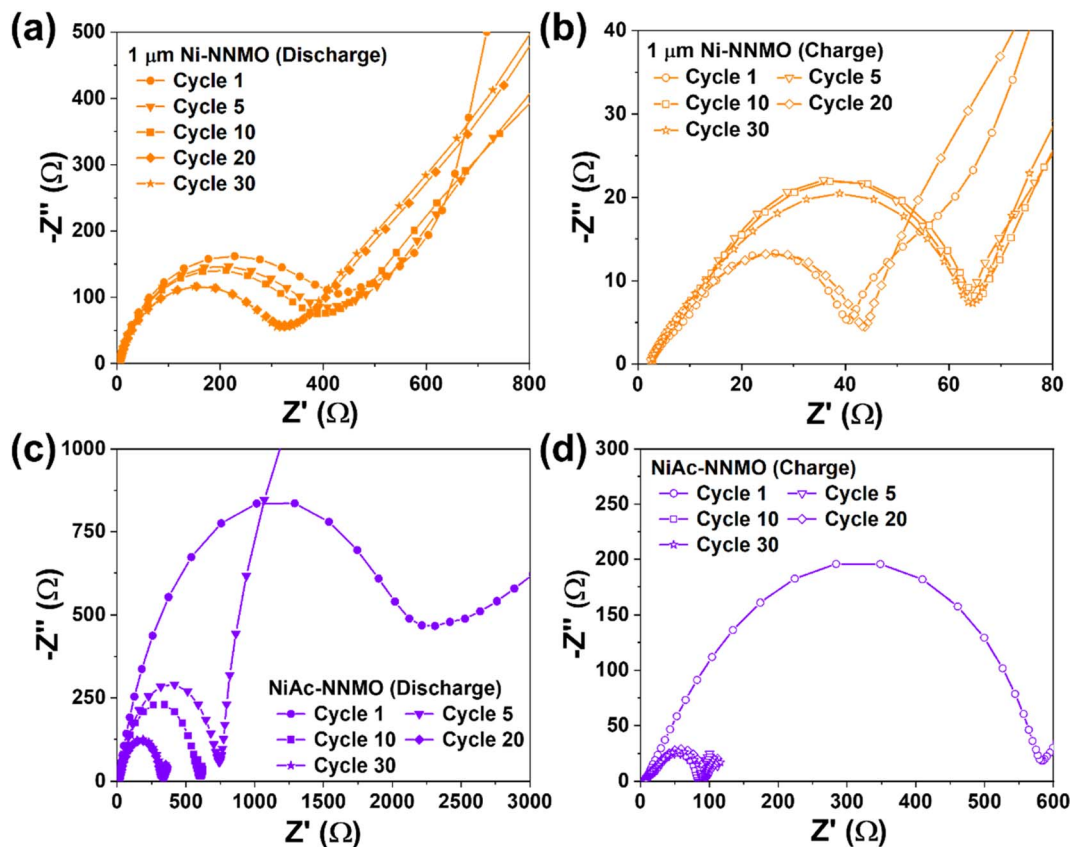 (a)
1 μm Ni-NNMO (Discharge)
Cycle 1
Cycle 5
Cycle 10
Cycle 20
Cycle 30
500
400
300
200
100
0
-Z'' (Ω)
0 200 400 600 800
Z' (Ω)
(b)
1 μm Ni-NNMO (Charge)
Cycle 1 Cycle 5
Cycle 10 Cycle 20
Cycle 30
40
30
20
10
0
-Z'' (Ω)
20 40 60 80
Z' (Ω)
(c)
1000
750
500
250
0
-Z'' (Ω)
NiAc-NNMO (Discharge)
Cycle 1 Cycle 5
Cycle 10 Cycle 20
Cycle 30
0 500 1000 1500 2000 2500 3000
Z' (Ω)
(d)
NiAc-NNMO (Charge)
Cycle 1 Cycle 5
Cycle 10 Cycle 20
Cycle 30
300
250
200
150
100
50
0
-Z'' (Ω)
0 100 200 300 400 500 600
Z' (Ω)